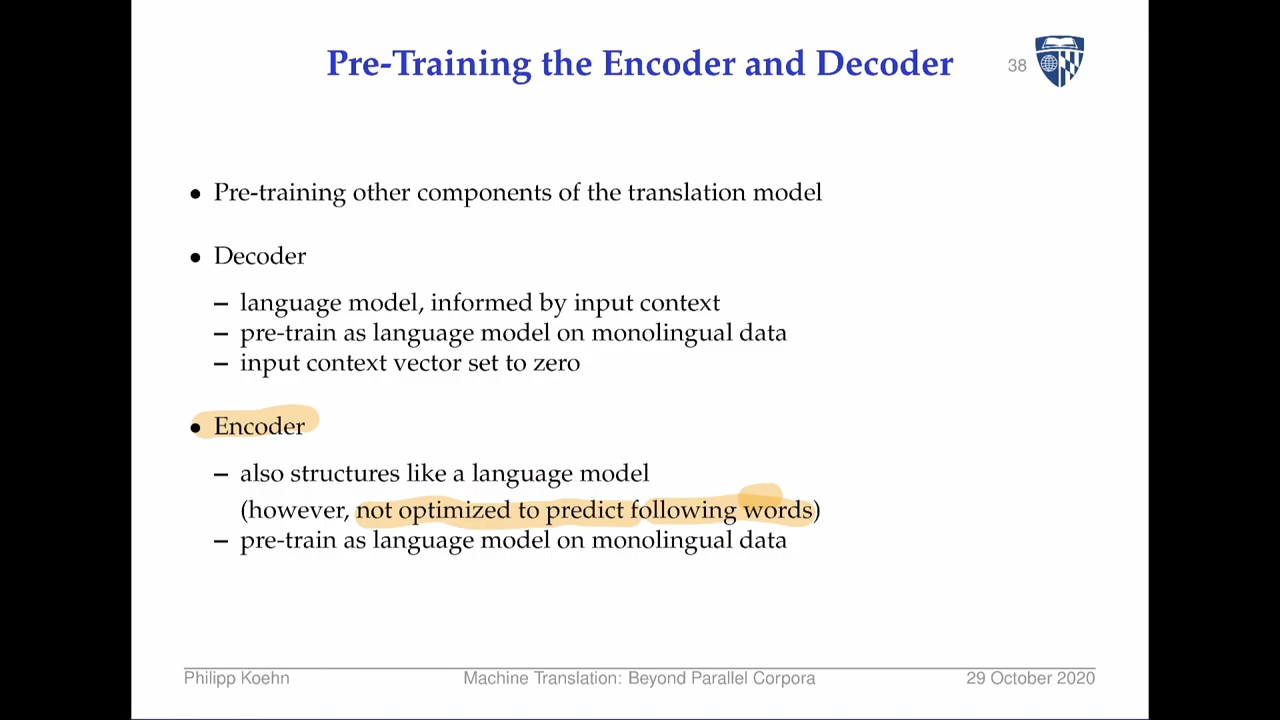 Pre-Training the Encoder and Decoder
38
• Pre-training other components of the translation model
• Decoder
– language model, informed by input context
– pre-train as language model on monolingual data
– input context vector set to zero
• Encoder
– also structures like a language model
(however, not optimized to predict following words)
– pre-train as language model on monolingual data
Philipp Koehn
Machine Translation: Beyond Parallel Corpora
29 October 2020